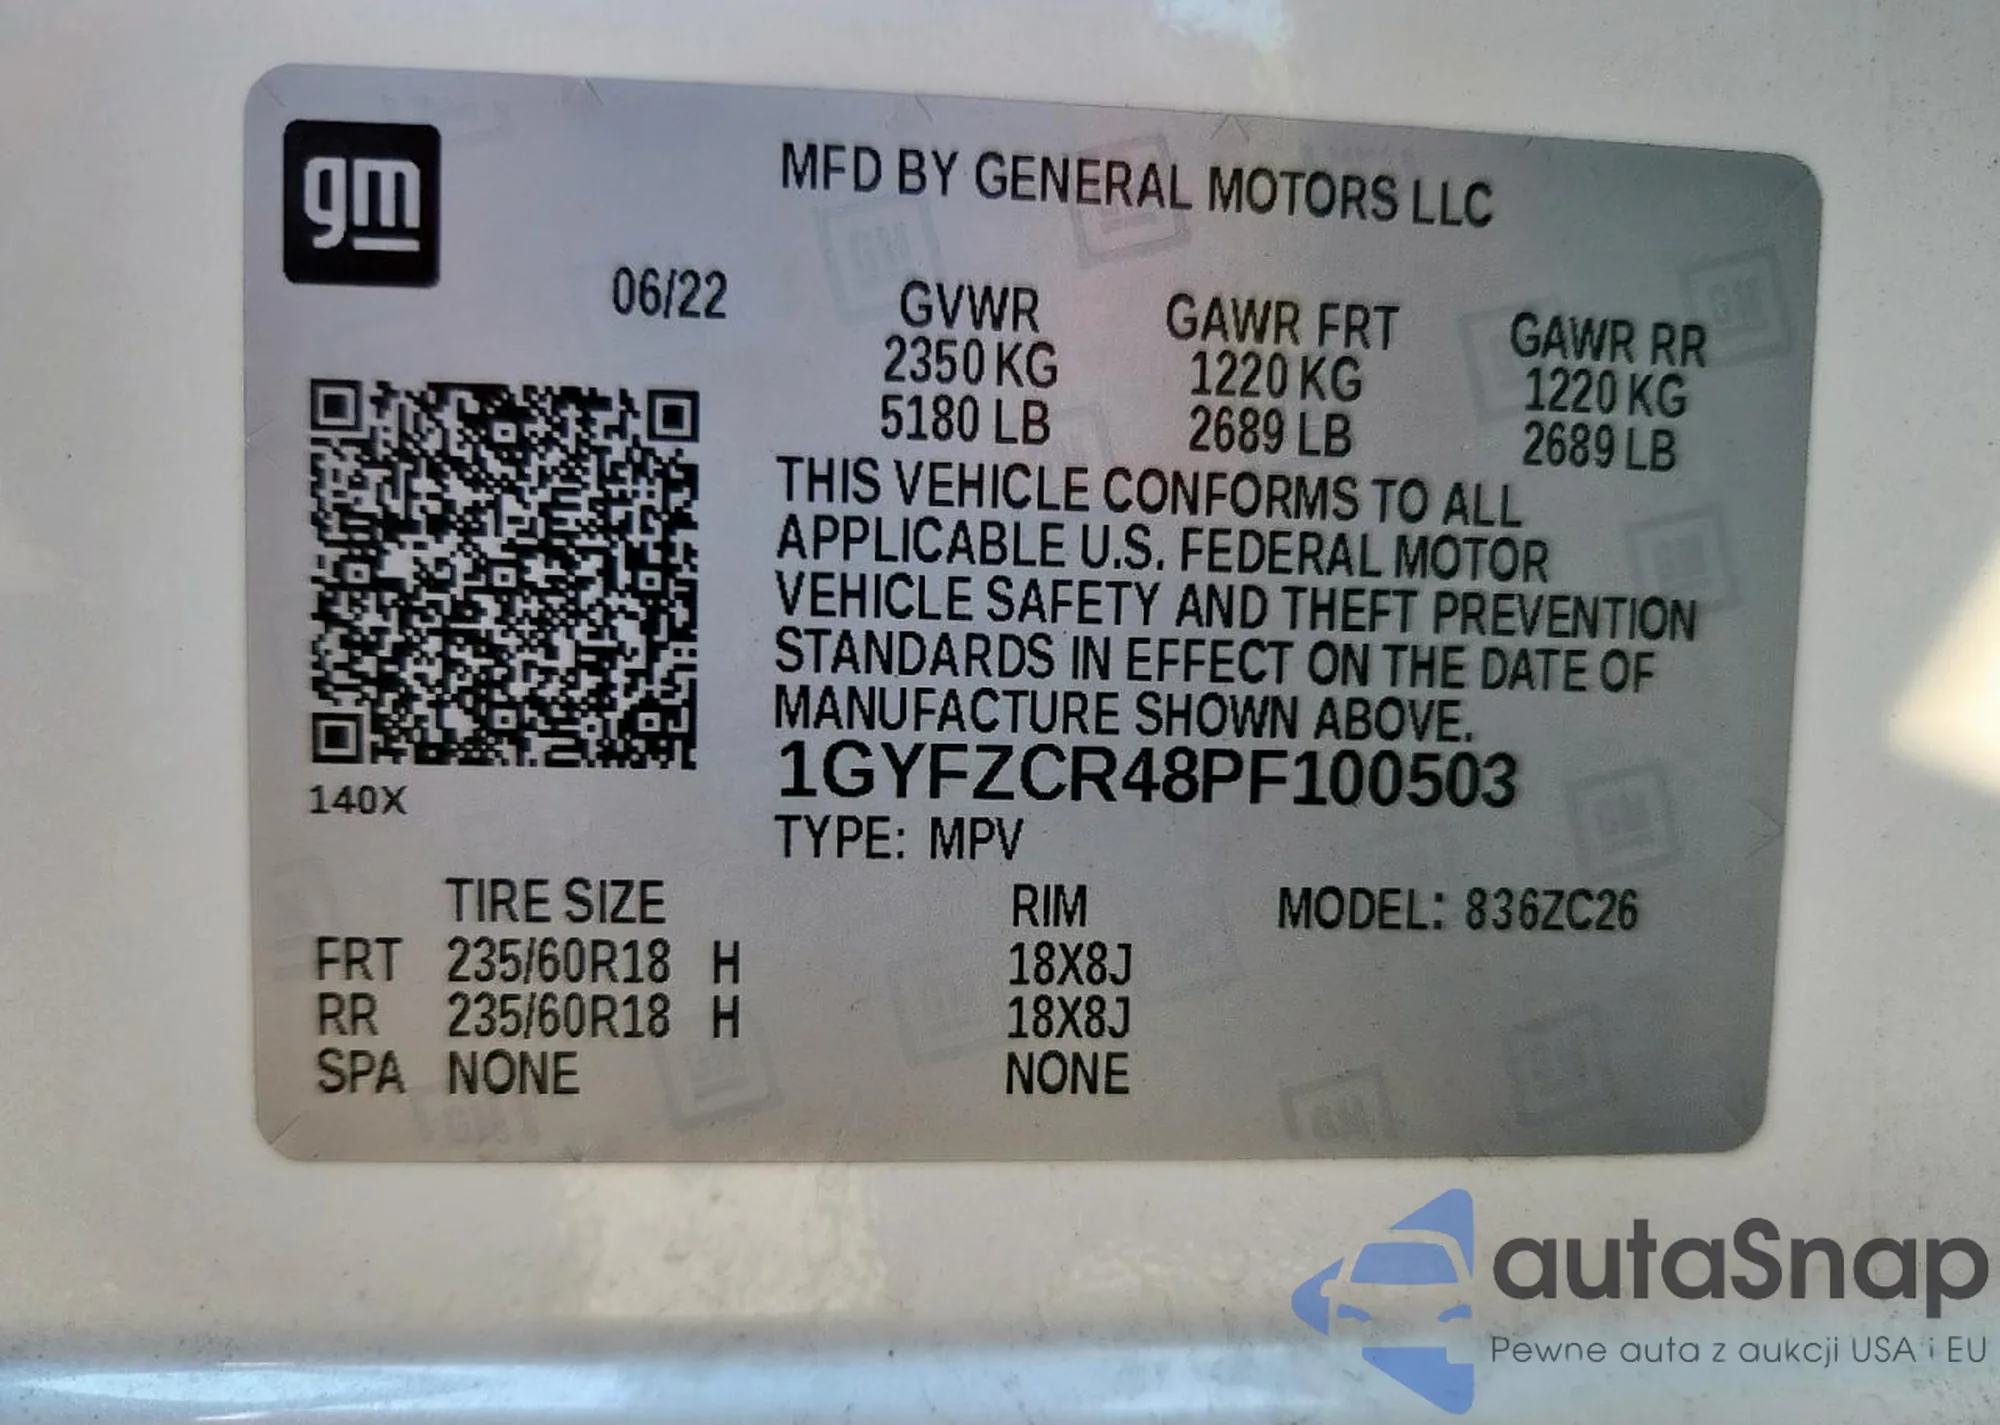 gm
MFD BY GENERAL MOTORS LLC
06/22
GVWR GAWR FRT GAWR RR
2350 KG 1220 KG 1220 KG
5180 LB 2689 LB 2689 LB
THIS VEHICLE CONFORMS TO ALL
APPLICABLE U.S. FEDERAL MOTOR
VEHICLE SAFETY AND THEFT PREVENTION
STANDARDS IN EFFECT ON THE DATE OF
MANUFACTURE SHOWN ABOVE.
1GYFZCR48PF100503
140X
TYPE: MPV
TIRE SIZE RIM MODEL: 836ZC26
FRT 235/60R18 H 18X8J
RR 235/60R18 H 18X8J
SPA NONE NONE
autaSnap
Pewne auta z aukcji USA i EU